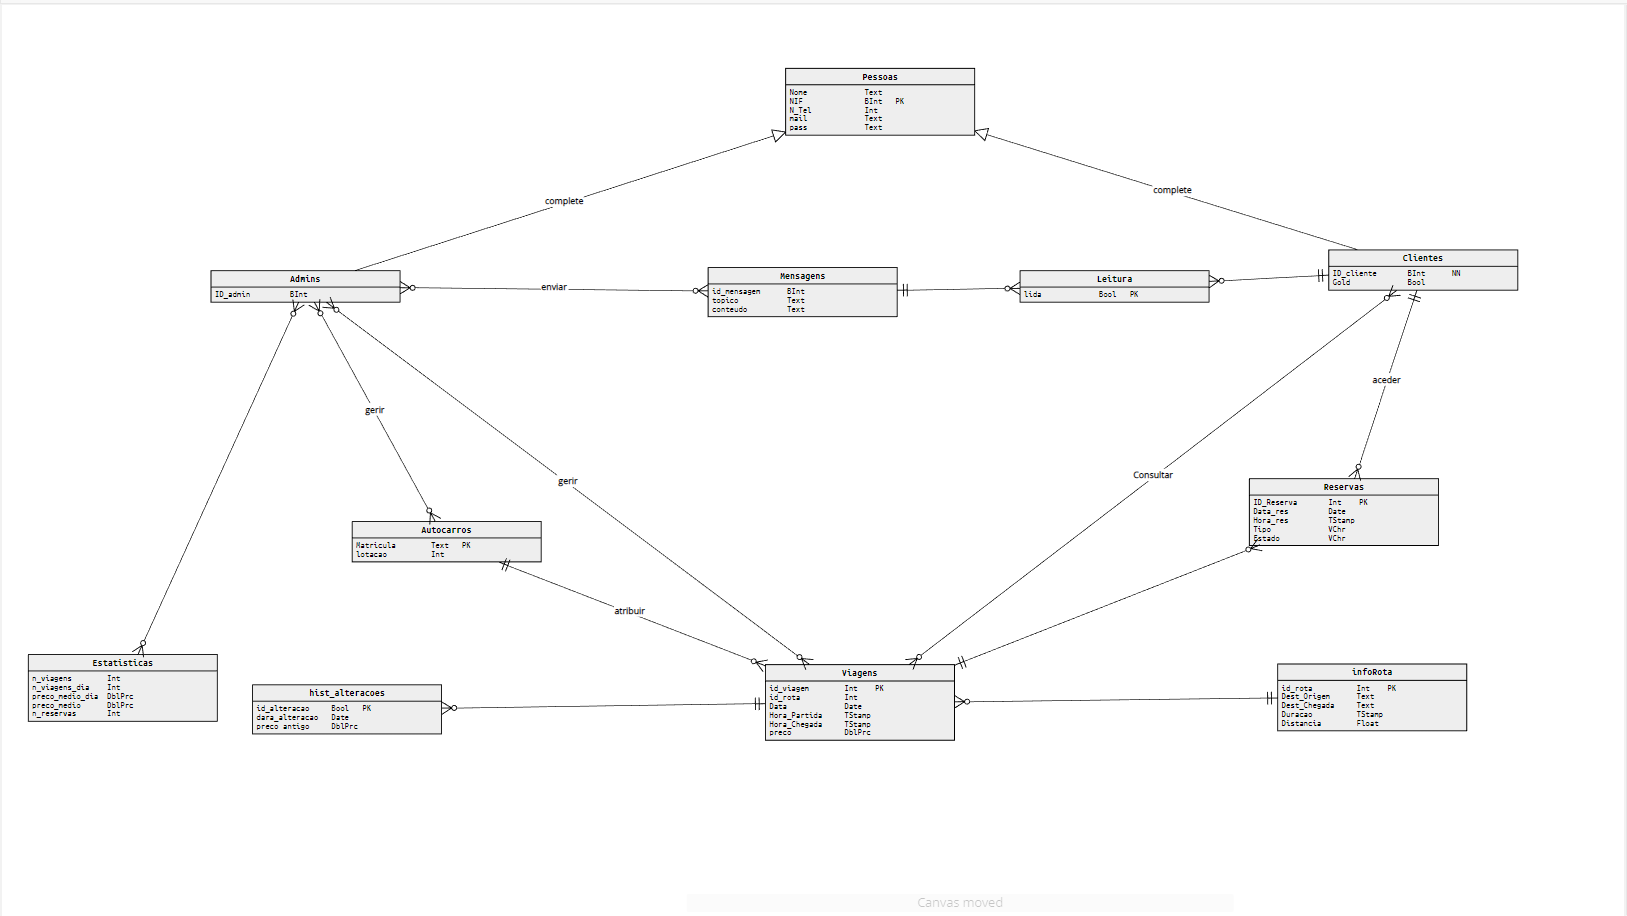 Pessoas
Nome Text
NIF BInt PK
N_Tel Int
mail Text
pass Text
complete
complete
Admins
ID_admin BInt
enviar
Mensagens
id_mensagem BInt
topico Text
conteudo Text
Leitura
lida Bool PK
Clientes
ID_cliente BInt NN
Gold Bool
gerir
gerir
Consultar
aceder
Autocarros
Matricula Text PK
lotacao Int
Reservas
ID_Reserva Int PK
Data_res Date
Hora_res TStamp
Tipo VChr
Estado VChr
atribuir
Estatisticas
n_viagens Int
n_viagens_dia Int
preco_medio_dia DblPrc
preco_medio DblPrc
n_reservas Int
hist_alteracoes
id_alteracao Bool PK
dara_alteracao Date
preco antigo DblPrc
Viagens
id_viagem Int PK
id_rota Int
Data Date
Hora_Partida TStamp
Hora_Chegada TStamp
preco DblPrc
infoRota
id_rota Int PK
Dest_Origem Text
Dest_Chegada Text
Duracao TStamp
Distancia Float
Canvas moved